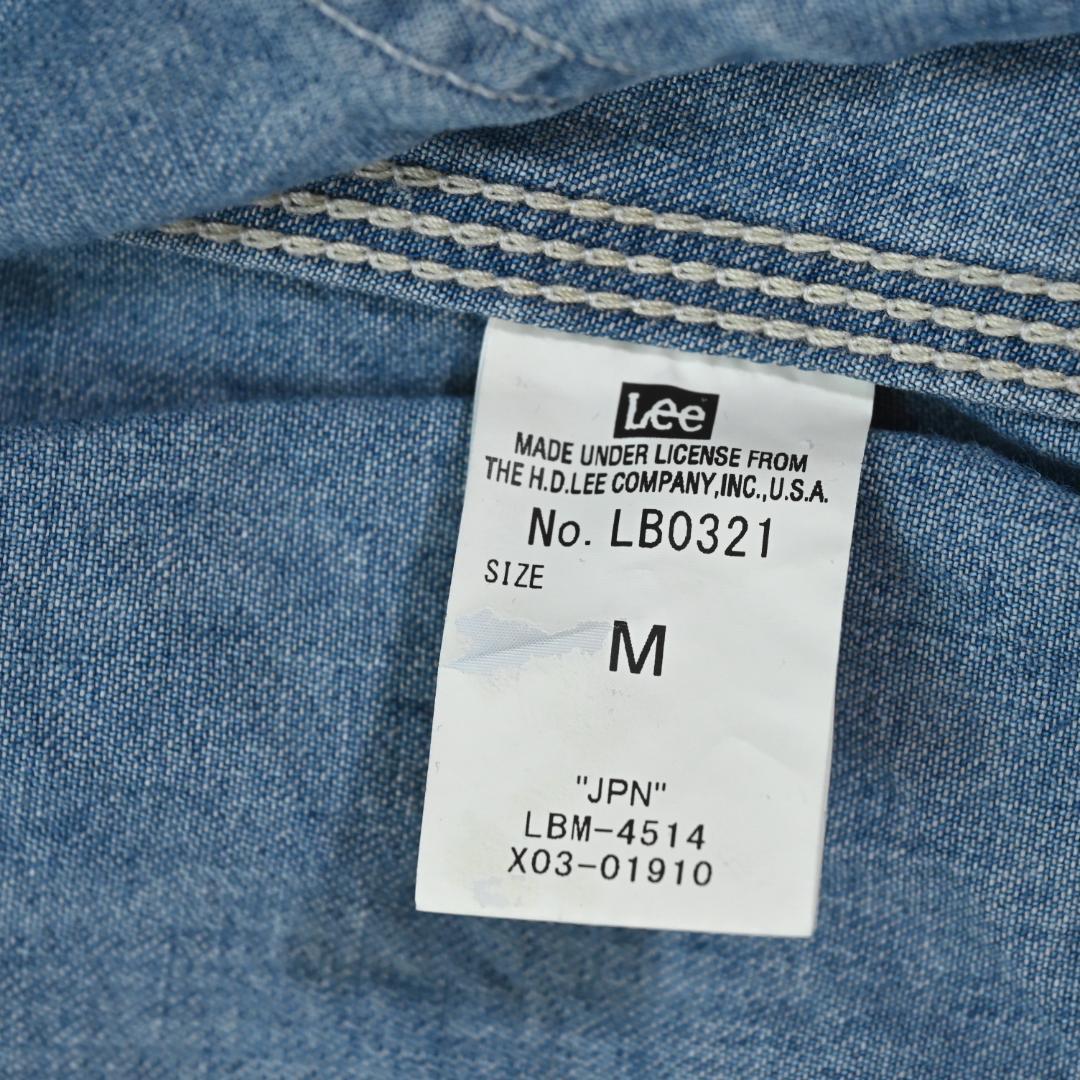 Lee
MADE UNDER LICENSE FROM
THE H.D.LEE COMPANY,INC.,U.S.A.
No. LB0321
SIZE
M
"JPN"
LBM-4514
X03-01910